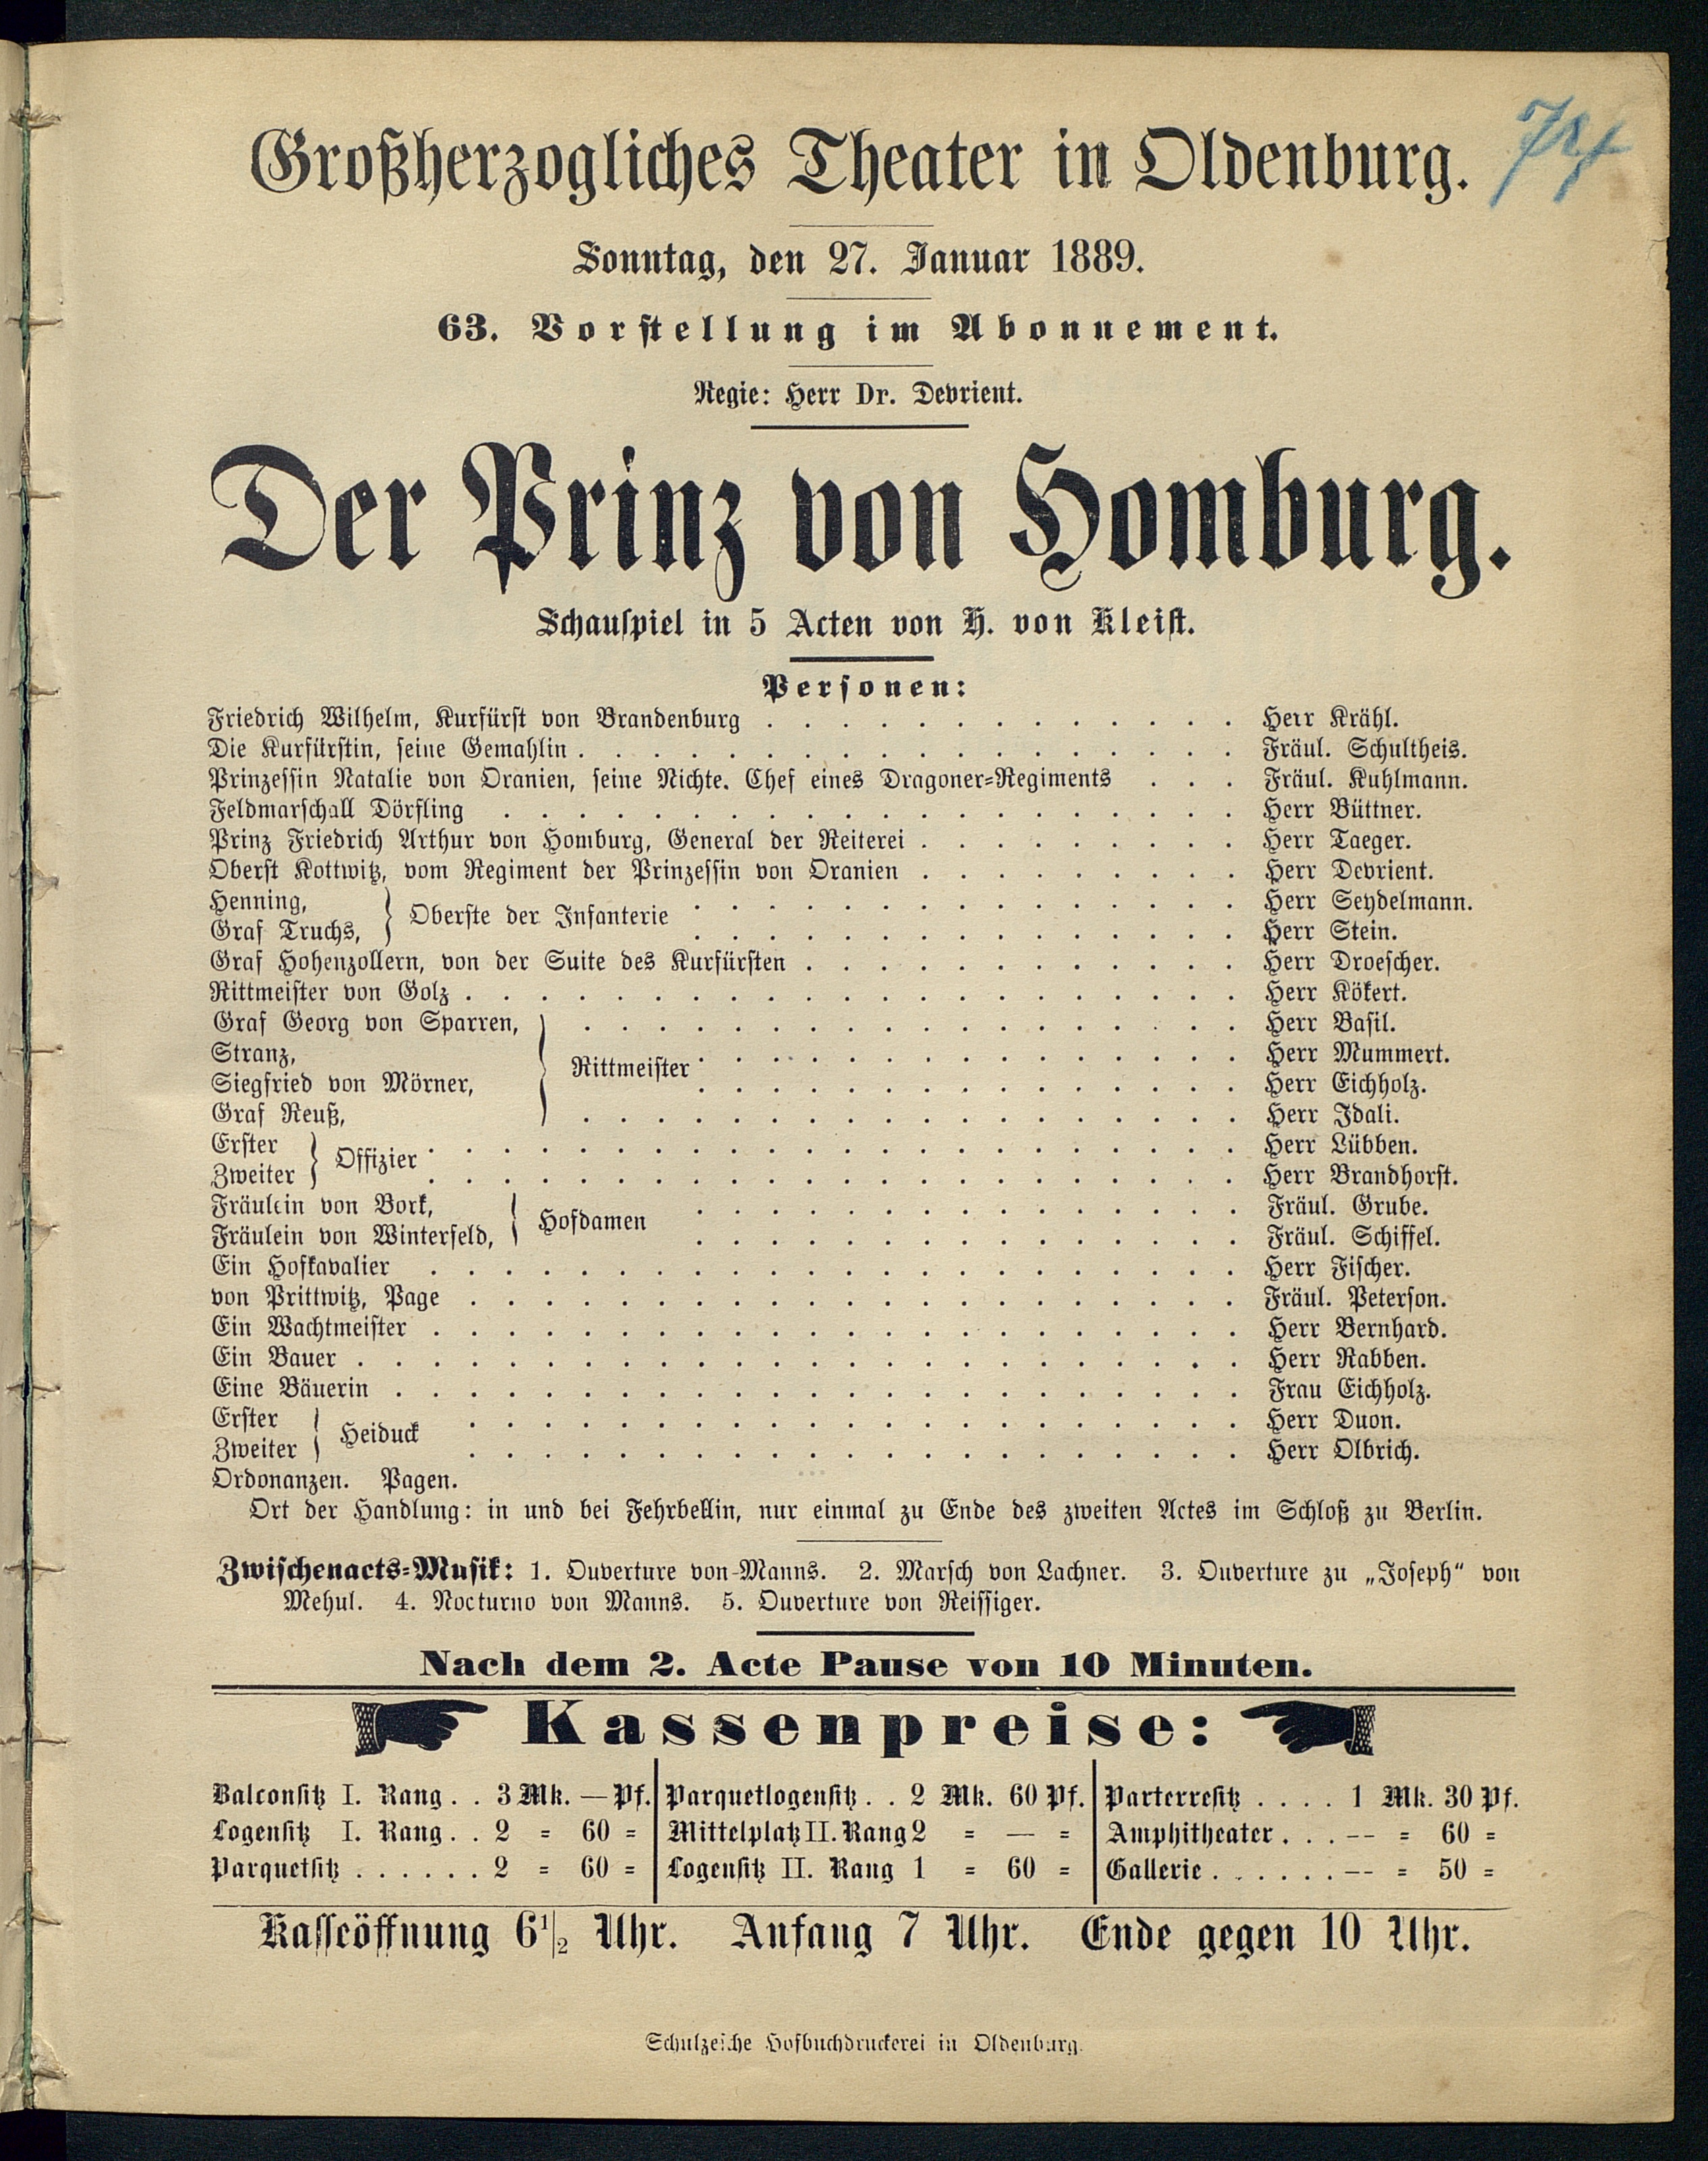 Großherzogliches Theater in Oldenburg.
Sonntag, den 27. Januar 1889.
63. Vorstellung im Abonnement.
Regie: Herr Dr. Devrient.
Der Prinz von Homburg.
Schauspiel in 5 Acten von H. von Kleist.
Personen:
Friedrich Wilhelm, Kurfürst von Brandenburg . . . . . . . . . . . . . Herr Krähl.
Die Kurfürstin, seine Gemahlin . . . . . . . . . . . . . . . . . . Fräul. Schultheis.
Prinzessin Natalie von Oranien, seine Nichte. Chef eines Dragoner-Regiments . . . Fräul. Kuhlmann.
Feldmarschall Dörfling . . . . . . . . . . . . . . . . . . . . Herr Büttner.
Prinz Friedrich Arthur von Homburg, General der Reiterei . . . . . . . . . Herr Taeger.
Oberst Kottwitz, vom Regiment der Prinzessin von Oranien . . . . . . . . . Herr Devrient.
Henning, } Oberste der Infanterie . . . . . . . . . . . . . . . Herr Seydelmann.
Graf Truchs, . . . . . . . . . . . . . . . Herr Stein.
Graf Hohenzollern, von der Suite des Kurfürsten . . . . . . . . . . . . Herr Droescher.
Rittmeister von Golz . . . . . . . . . . . . . . . . . . . . . Herr Kökert.
Graf Georg von Sparren, } Rittmeister . . . . . . . . . . . . . . . . . . Herr Basil.
Stranz, . . . . . . . . . . . . . . . Herr Mummert.
Siegfried von Mörner, . . . . . . . . . . . . . . . Herr Eichholz.
Graf Reuß, . . . . . . . . . . . . . . . . . . Herr Idali.
Erster } Offizier . . . . . . . . . . . . . . . . . . . . . . Herr Lübben.
Zweiter . . . . . . . . . . . . . . . . . . . . . . Herr Brandhorst.
Fräulein von Bork, } Hofdamen . . . . . . . . . . . . . . . Fräul. Grube.
Fräulein von Winterfeld, . . . . . . . . . . . . . . . Fräul. Schiffel.
Ein Hofkavalier . . . . . . . . . . . . . . . . . . . . . . Herr Fischer.
von Prittwitz, Page . . . . . . . . . . . . . . . . . . . . . Fräul. Peterson.
Ein Wachtmeister . . . . . . . . . . . . . . . . . . . . . . Herr Bernhard.
Ein Bauer . . . . . . . . . . . . . . . . . . . . . . . . Herr Rabben.
Eine Bäuerin . . . . . . . . . . . . . . . . . . . . . . . Frau Eichholz.
Erster } Heiduck . . . . . . . . . . . . . . . . . . . . . Herr Duon.
Zweiter . . . . . . . . . . . . . . . . . . . . . Herr Olbrich.
Ordonanzen. Pagen.
Ort der Handlung: in und bei Fehrbellin, nur einmal zu Ende des zweiten Actes im Schloß zu Berlin.
Zwischenacts-Musik: 1. Ouverture von Manns. 2. Marsch von Lachner. 3. Ouverture zu „Joseph“ von
Mehul. 4. Nocturno von Manns. 5. Ouverture von Reissiger.
Nach dem 2. Acte Pause von 10 Minuten.
Kassenpreise:
Balconsitz I. Rang . . 3 Mk. — Pf. Parquetlogensitz . . 2 Mk. 60 Pf. Parterresitz . . . . 1 Mk. 30 Pf.
Logensitz I. Rang . . 2 = 60 = Mittelplatz II. Rang 2 = — = Amphitheater . . . -- = 60 =
Parquetsitz . . . . . . 2 = 60 = Logensitz II. Rang 1 = 60 = Gallerie . . . . . . -- = 50 =
Kasseöffnung 6 1/2 Uhr. Anfang 7 Uhr. Ende gegen 10 Uhr.
Schulzesche Hofbuchdruckerei in Oldenburg.